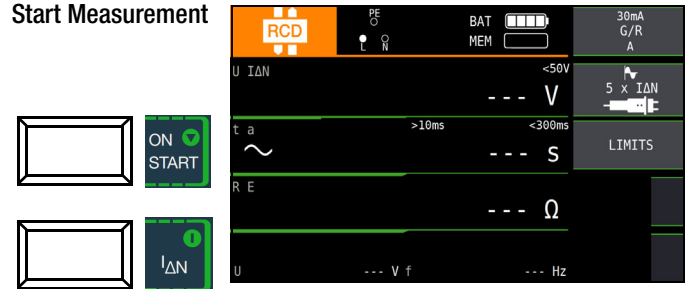 Start Measurement
RCD
PE
L N
BAT
MEM
30mA
G/R
A
U IΔN
<50V
--- V
5 x IΔN
t a
>10ms
<300ms
--- s
LIMITS
R E
--- Ω
U --- V f --- Hz
ON
START
I
IΔN